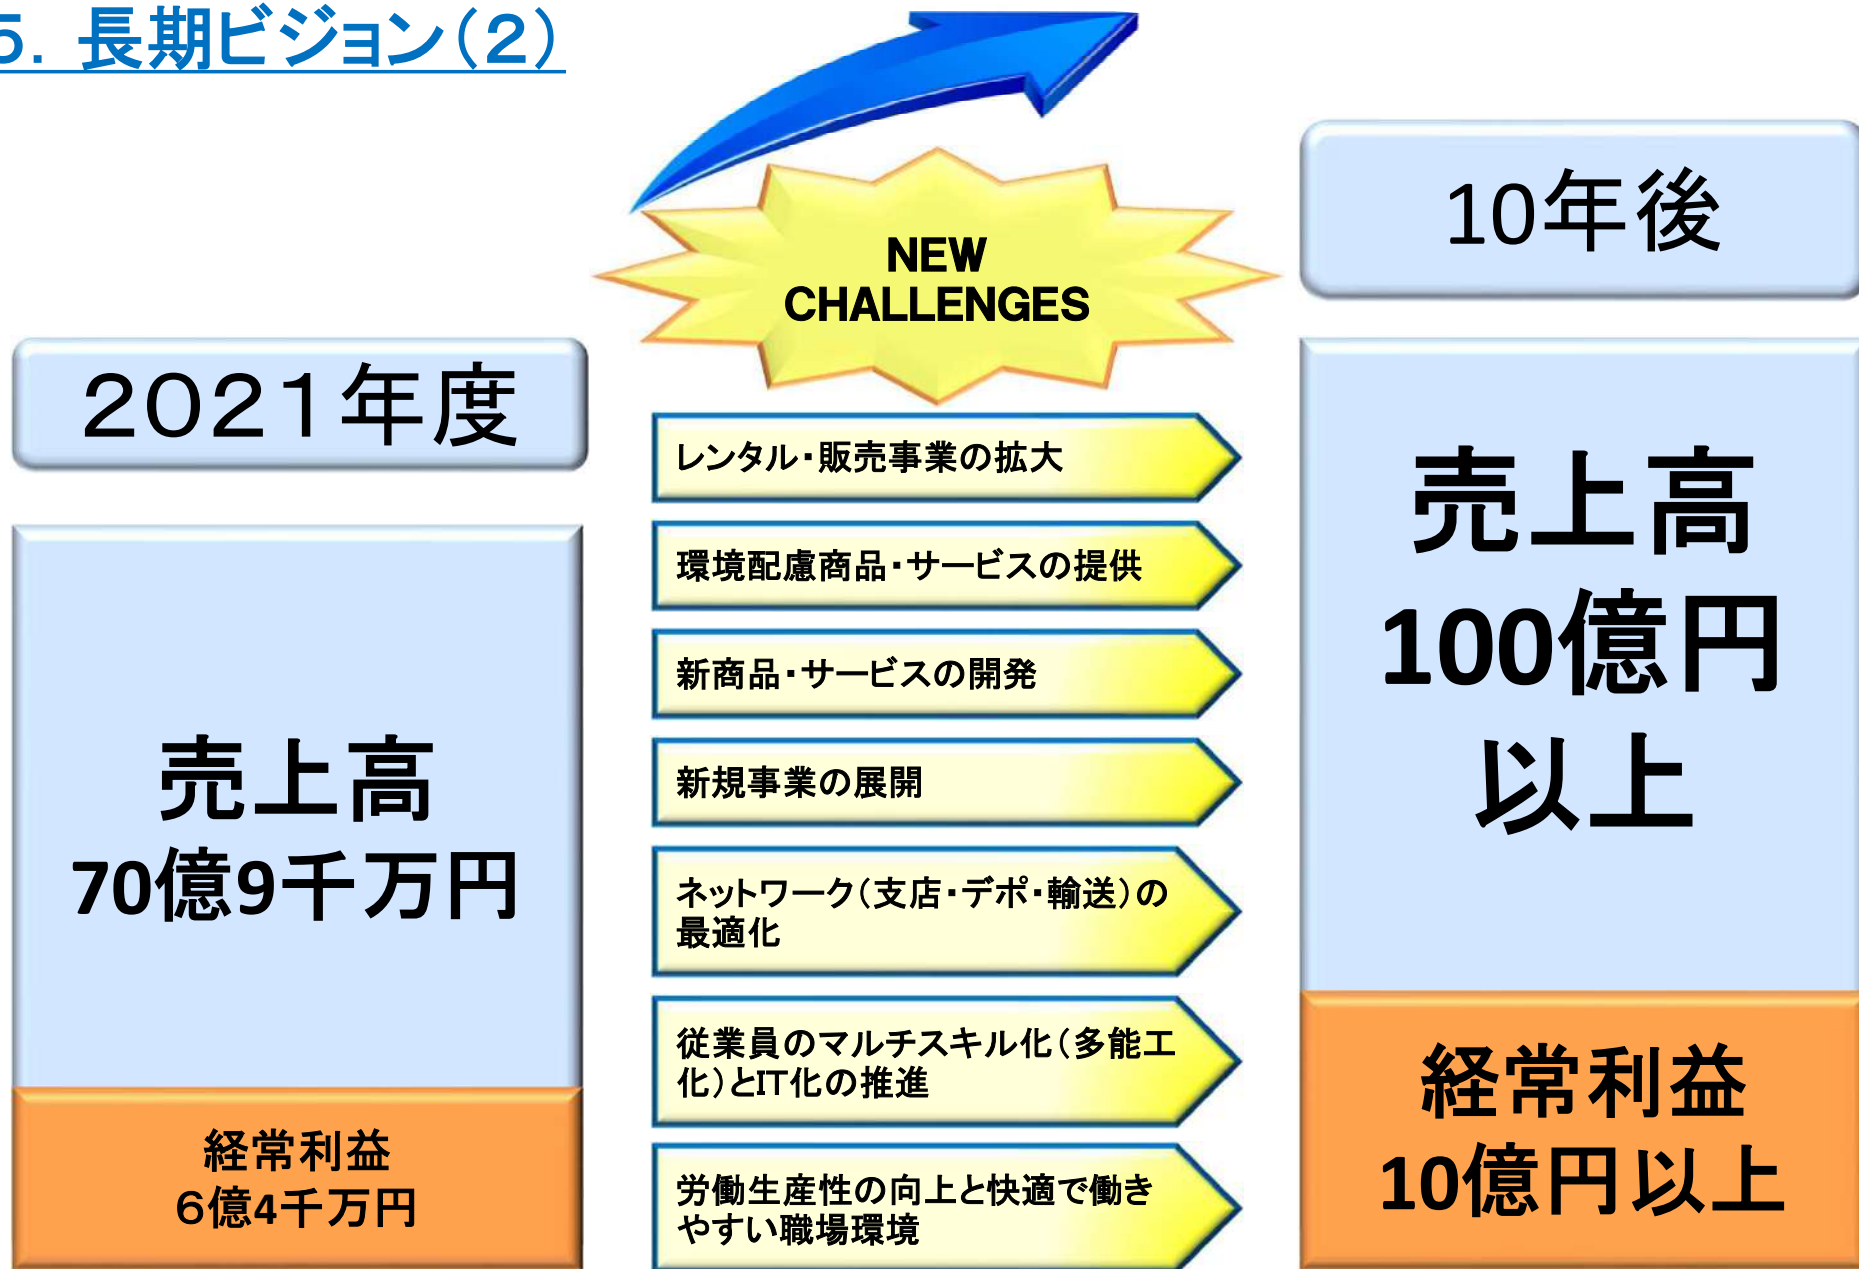 5. 長期ビジョン(2)
NEW
CHALLENGES
2021年度
売上高
70億9千万円
経常利益
6億4千万円
レンタル・販売事業の拡大
環境配慮商品・サービスの提供
新商品・サービスの開発
新規事業の展開
ネットワーク(支店・デポ・輸送)の
最適化
従業員のマルチスキル化(多能工
化)とIT化の推進
労働生産性の向上と快適で働き
やすい職場環境
10年後
売上高
100億円
以上
経常利益
10億円以上